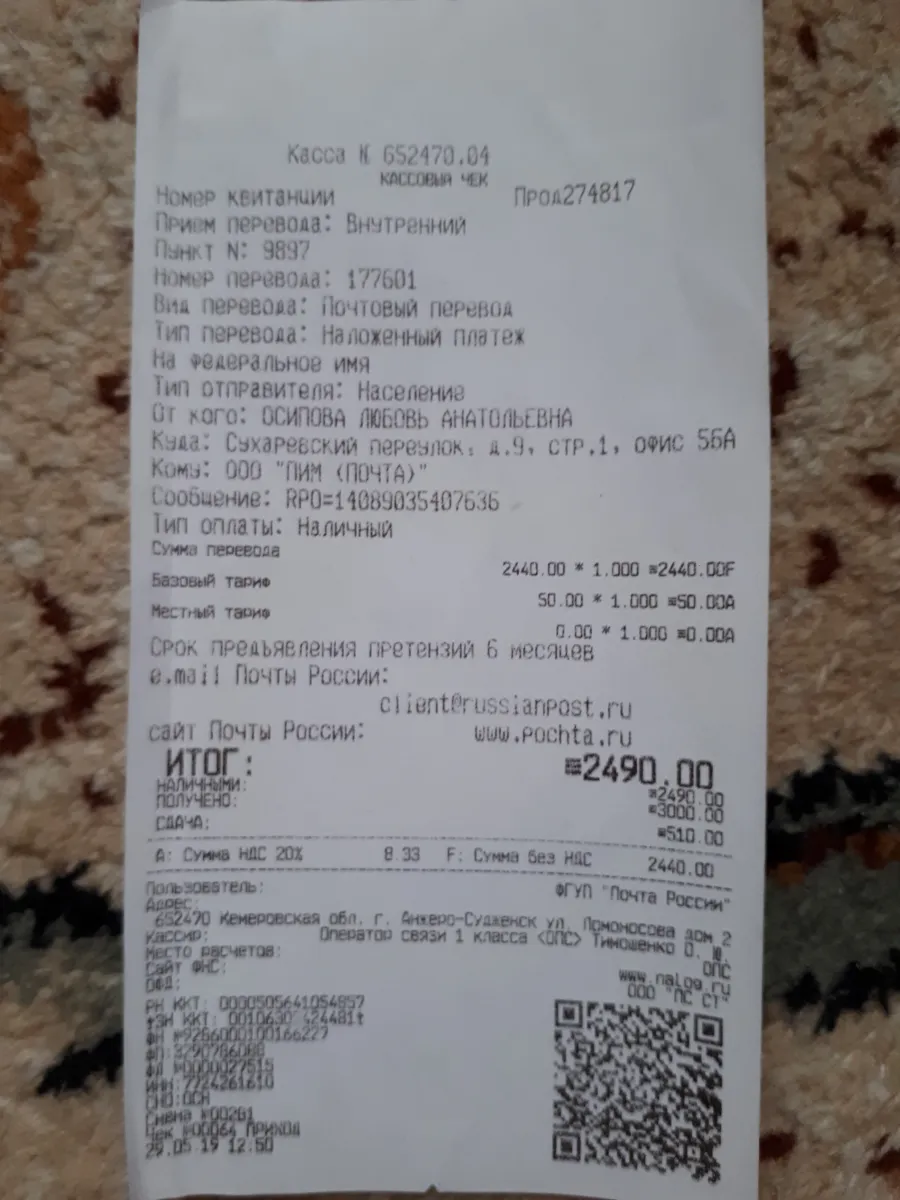 Касса № 652470.04
КАССОВЫЙ ЧЕК
Номер квитанции Прод274817
Прием перевода: Внутренний
Пункт N: 9897
Номер перевода: 177601
Вид перевода: Почтовый перевод
Тип перевода: Наложенный платеж
На федеральное имя
Тип отправителя: Население
От кого: ОСИПОВА ЛЮБОВЬ АНАТОЛЬЕВНА
Куда: Сухаревский переулок, д.9, СТР.1, ОФИС 55А
Кому: ООО "ПИМ (ПОЧТА)"
Сообщение: RPO=14089035407636
Тип оплаты: Наличный
Сумма перевода
2440.00 * 1.000 =2440.00F
Базовый тариф
50.00 * 1.000 =50.00A
Местный тариф
0.00 * 1.000 =0.00A
Срок предъявления претензий 6 месяцев
e.mail Почты России:
client@russianpost.ru
сайт Почты России: www.pochta.ru
ИТОГ: =2490.00
НАЛИЧНЫМИ: =2490.00
ПОЛУЧЕНО: =3000.00
СДАЧА: =510.00
А: Сумма НДС 20% 8.33 F: Сумма без НДС 2440.00
Пользователь: ФГУП "Почта России"
Адрес:
652470 Кемеровская обл. г. Анжеро-Судженск ул. Ломоносова дом 2
Кассир: Оператор связи 1 класса <ОПС> Тимошенко О.
Место расчетов: ОПС
Сайт ФНС: www.nalog.ru
ОФД: ООО "ПС СТ"
РН ККТ: 0000505641054857
ФН №9286000100166227
ФП:3290786088
ФД №0000027515
ИНН:7724261610
СНО:ОСН
Смена №00281
Чек №00064 ПРИХОД
29.05.19 12:50